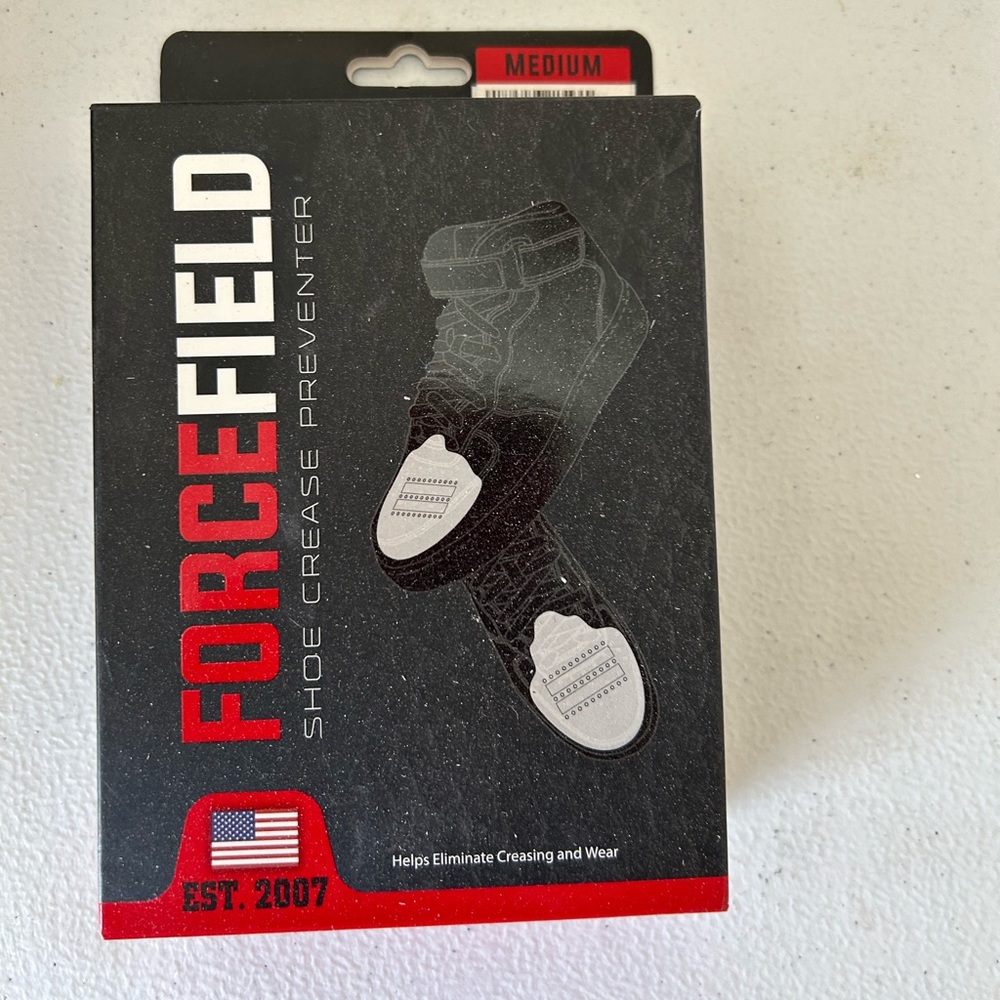 MEDIUM
FORCEFIELD
SHOE CREASE PREVENTER
Helps Eliminate Creasing and Wear
EST. 2007